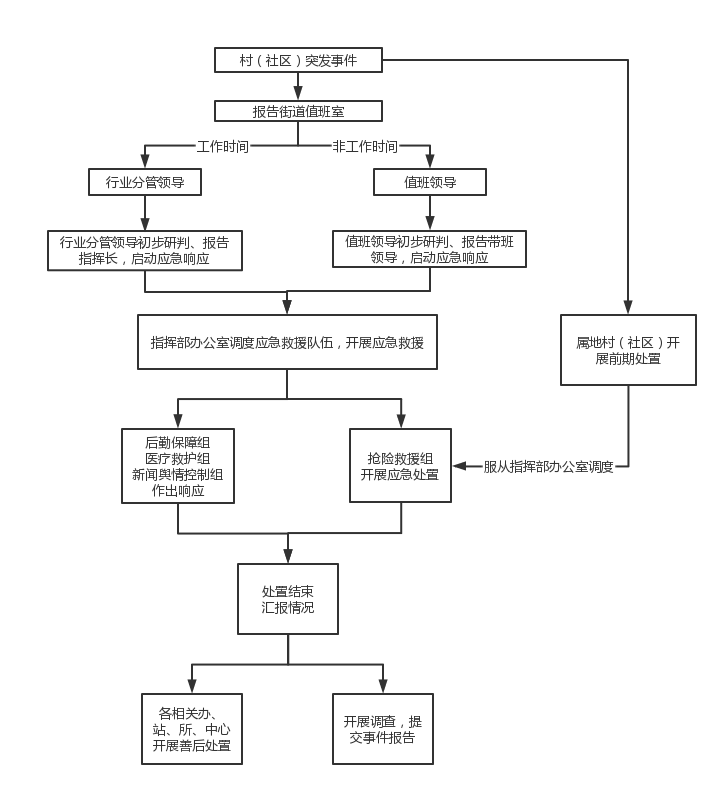 村（社区）突发事件
报告街道值班室
工作时间
非工作时间
行业分管领导
值班领导
行业分管领导初步研判、报告
指挥长，启动应急响应
值班领导初步研判、报告带班
领导，启动应急响应
指挥部办公室调度应急救援队伍，开展应急救援
属地村（社区）开
展前期处置
后勤保障组
医疗救护组
新闻舆情控制组
作出响应
抢险救援组
开展应急处置
服从指挥部办公室调度
处置结束
汇报情况
各相关办、
站、所、中心
开展善后处置
开展调查，提
交事件报告